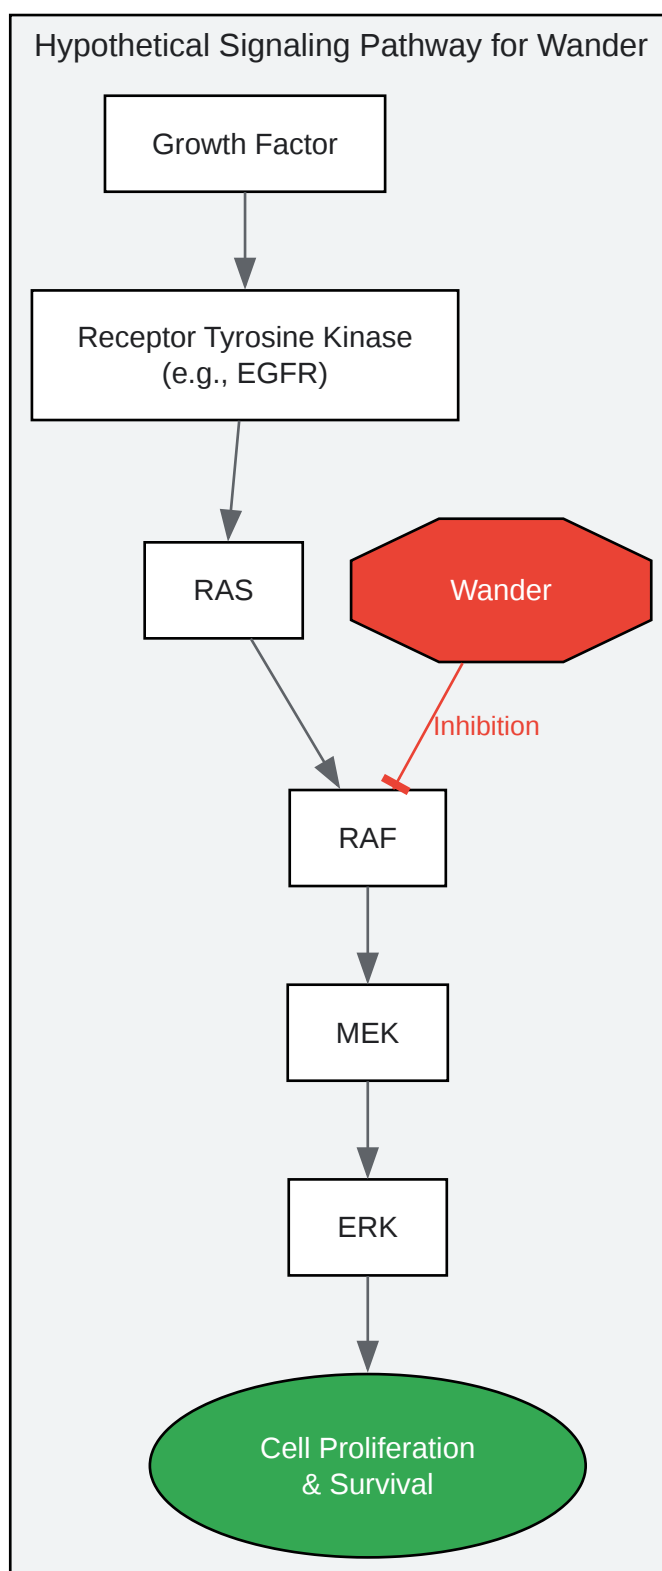 Hypothetical Signaling Pathway for Wander
Growth Factor
Receptor Tyrosine Kinase
(e.g., EGFR)
RAS
Wander
Inhibition
RAF
MEK
ERK
Cell Proliferation
& Survival